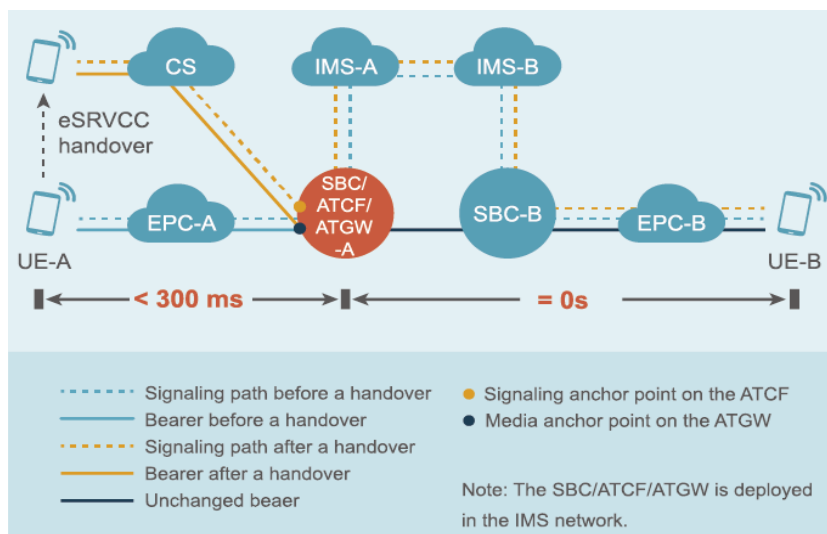 CS
IMS-A
IMS-B
eSRVCC
handover
SBC/
ATCF/
ATGW
-A
EPC-A
SBC-B
EPC-B
UE-A
UE-B
< 300 ms
= 0s
Signaling path before a handover
Bearer before a handover
Signaling path after a handover
Bearer after a handover
Unchanged beaer
Signaling anchor point on the ATCF
Media anchor point on the ATGW
Note: The SBC/ATCF/ATGW is deployed
in the IMS network.